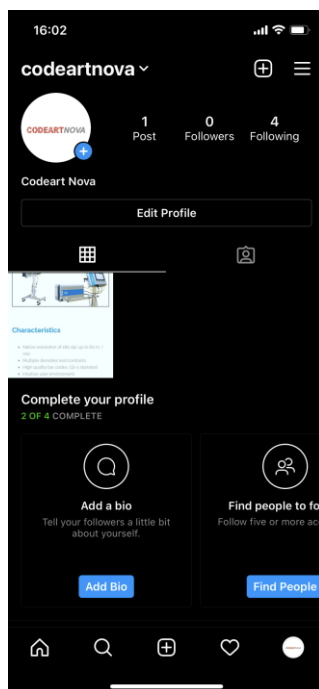 16:02
codeartnova
CODEARTNOVA
1
Post
0
Followers
4
Following
Codeart Nova
Edit Profile
Characteristics
Multiple
Complete your profile
2 OF 4 COMPLETE
Add a bio
Tell your followers a little bit
about yourself.
Add Bio
Find people to fo
Follow five or more acc
Find People